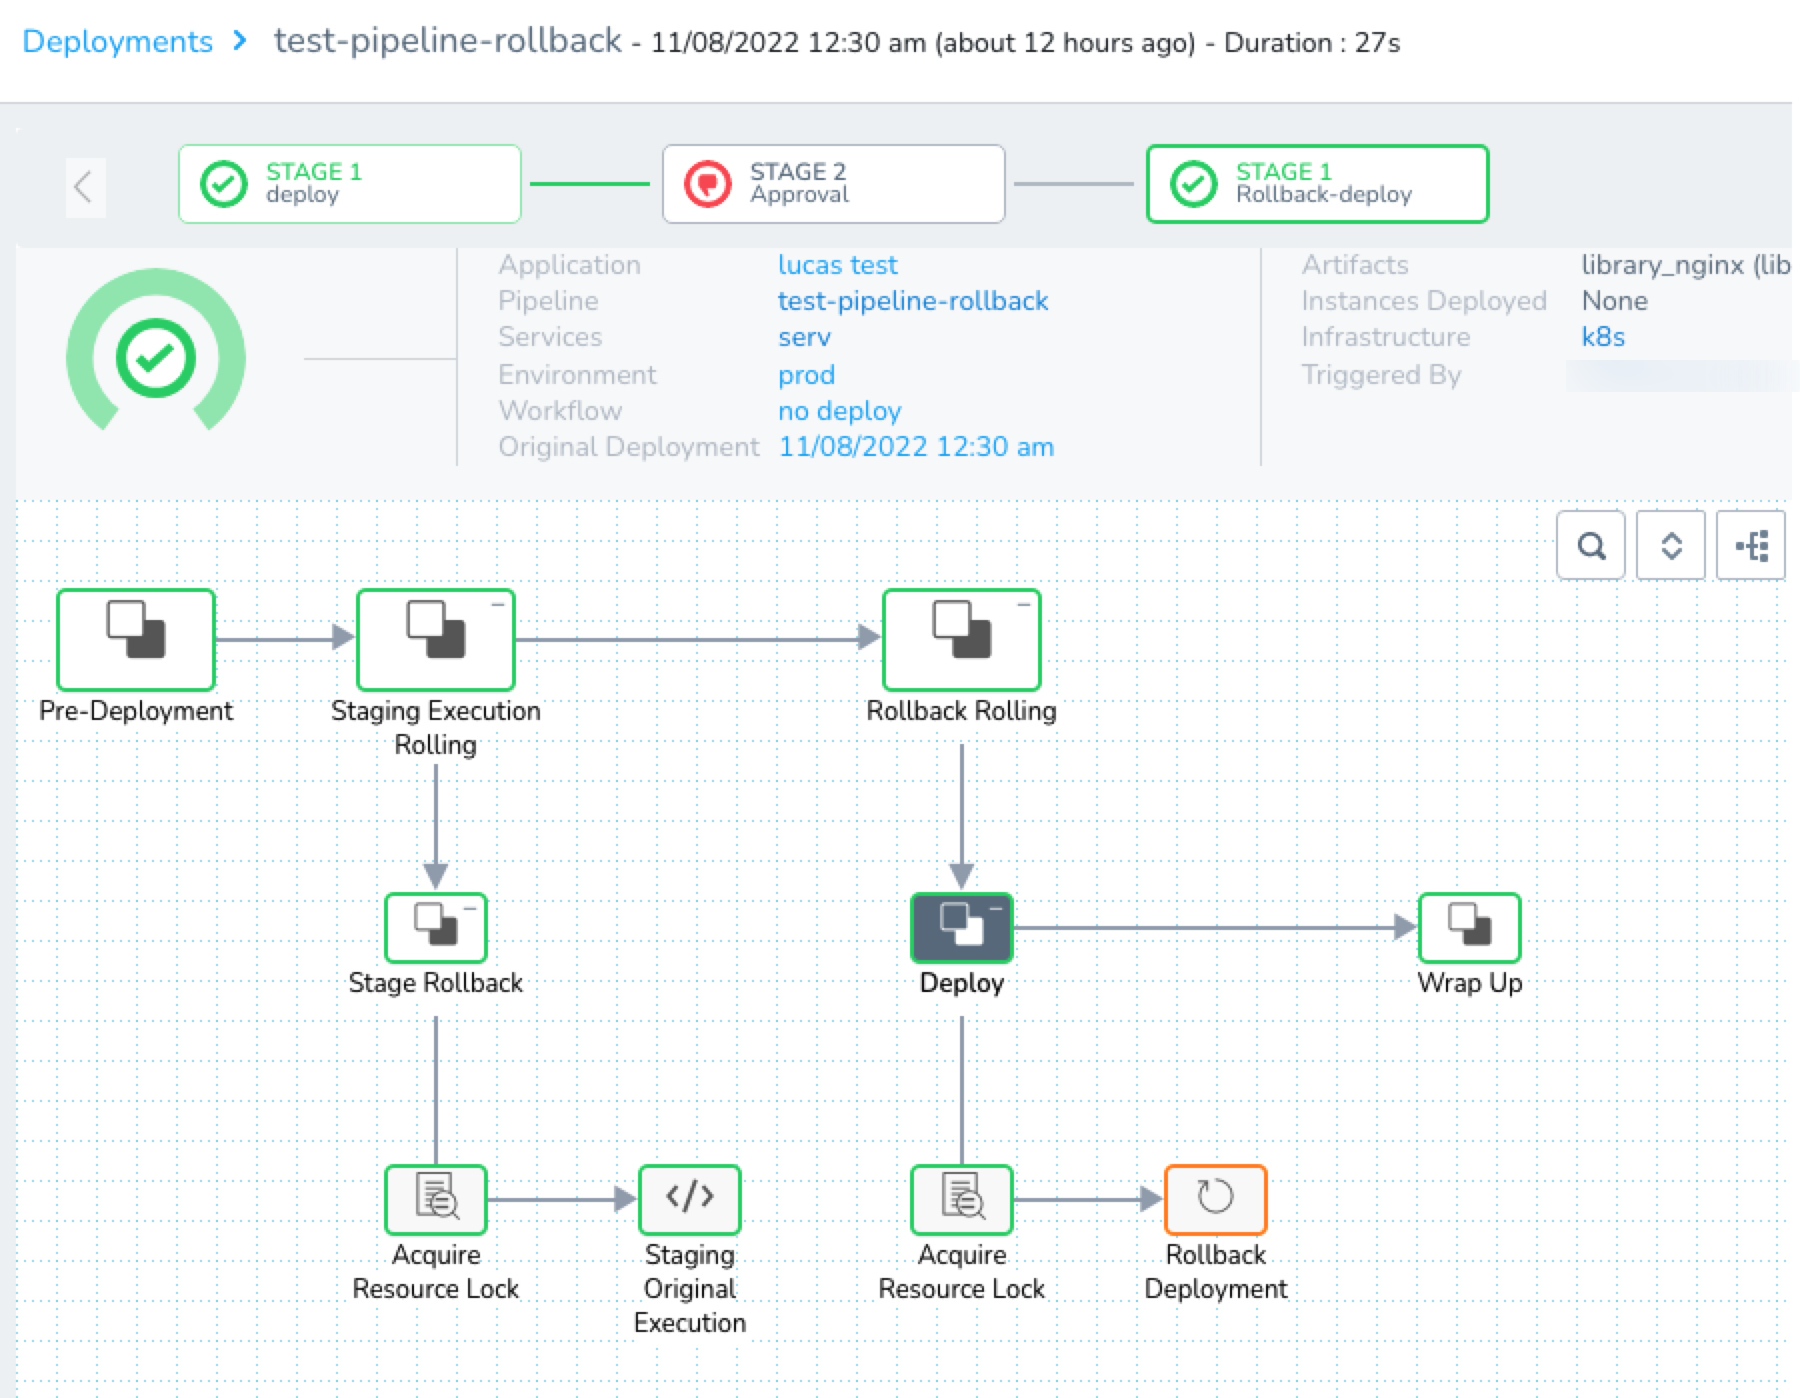 Deployments > test-pipeline-rollback - 11/08/2022 12:30 am (about 12 hours ago) - Duration : 27s
STAGE 1
deploy
STAGE 2
Approval
STAGE 1
Rollback-deploy
Application lucas test
Pipeline test-pipeline-rollback
Services serv
Environment prod
Workflow no deploy
Original Deployment 11/08/2022 12:30 am
Artifacts library_nginx (lib
Instances Deployed None
Infrastructure k8s
Triggered By
Pre-Deployment
Staging Execution
Rolling
Rollback Rolling
Stage Rollback
Deploy
Wrap Up
Acquire
Resource Lock
Staging
Original
Execution
Acquire
Resource Lock
Rollback
Deployment